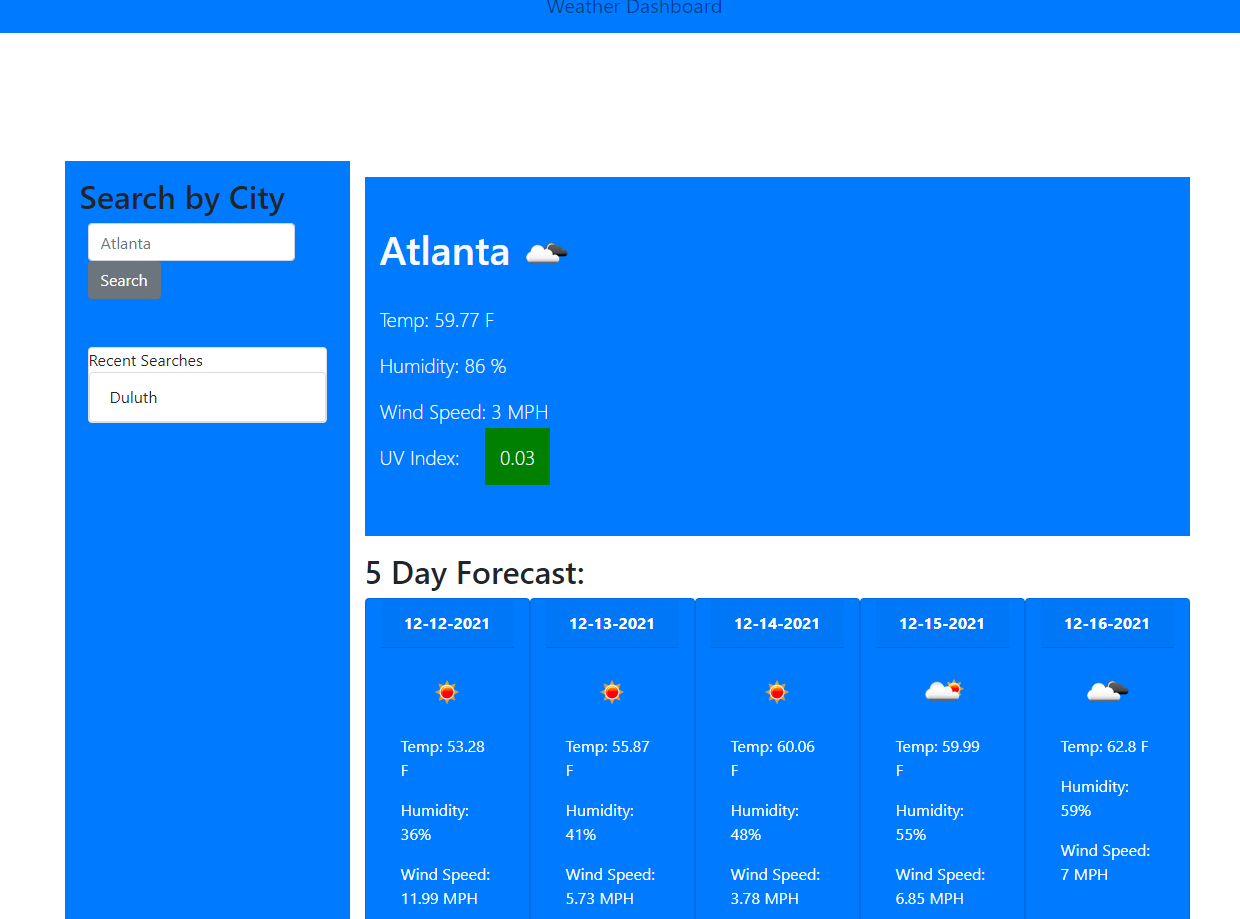 Weather Dashboard
Search by City
Atlanta
Search
Recent Searches
Duluth
Atlanta
Temp: 59.77 F
Humidity: 86 %
Wind Speed: 3 MPH
UV Index: 0.03
5 Day Forecast:
12-12-2021
Temp: 53.28
F
Humidity:
36%
Wind Speed:
11.99 MPH
12-13-2021
Temp: 55.87
F
Humidity:
41%
Wind Speed:
5.73 MPH
12-14-2021
Temp: 60.06
F
Humidity:
48%
Wind Speed:
3.78 MPH
12-15-2021
Temp: 59.99
F
Humidity:
55%
Wind Speed:
6.85 MPH
12-16-2021
Temp: 62.8 F
Humidity:
59%
Wind Speed:
7 MPH